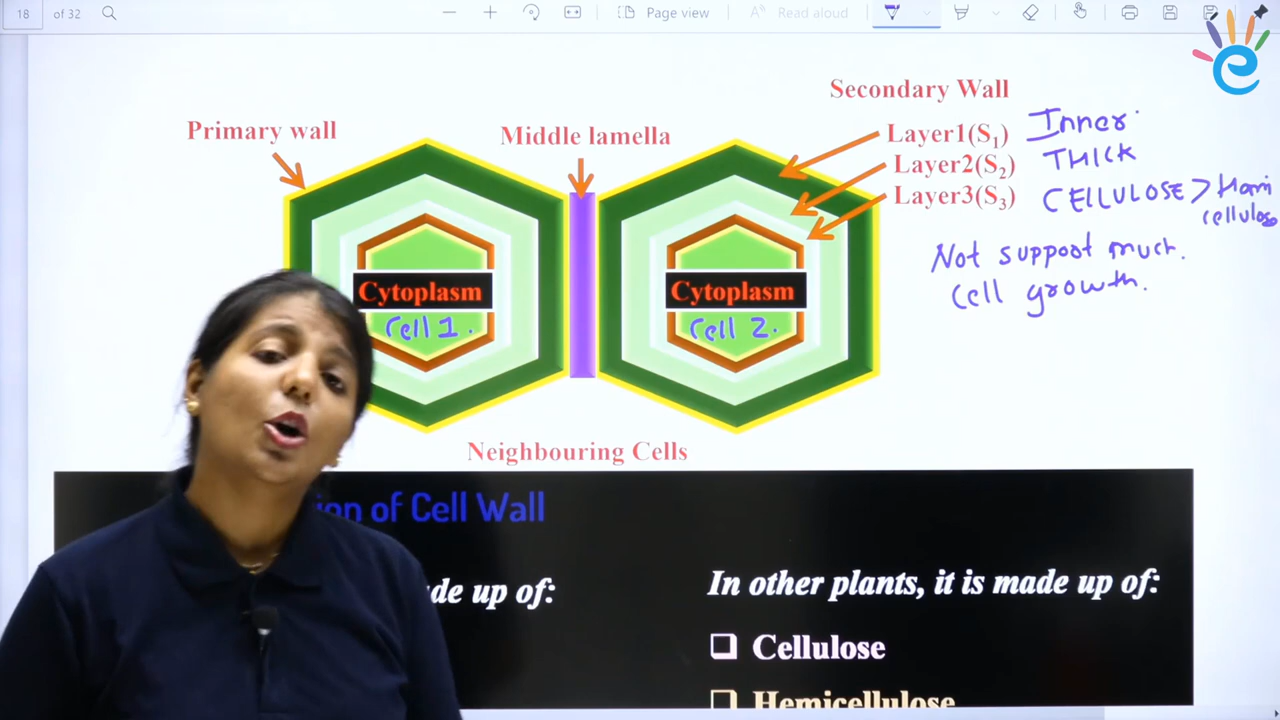 18 of 32
Page view
Read aloud
Secondary Wall
Primary wall
Middle lamella
Layer1(S1)
Layer2(S2)
Layer3(S3)
Inner
THICK
CELLULOSE >
cellulos
Not support much.
Cell growth.
Cytoplasm
Cell 1.
Cytoplasm
Cell 2.
Neighbouring Cells
ion of Cell Wall
de up of:
In other plants, it is made up of:
Cellulose
Hemicellulose
e